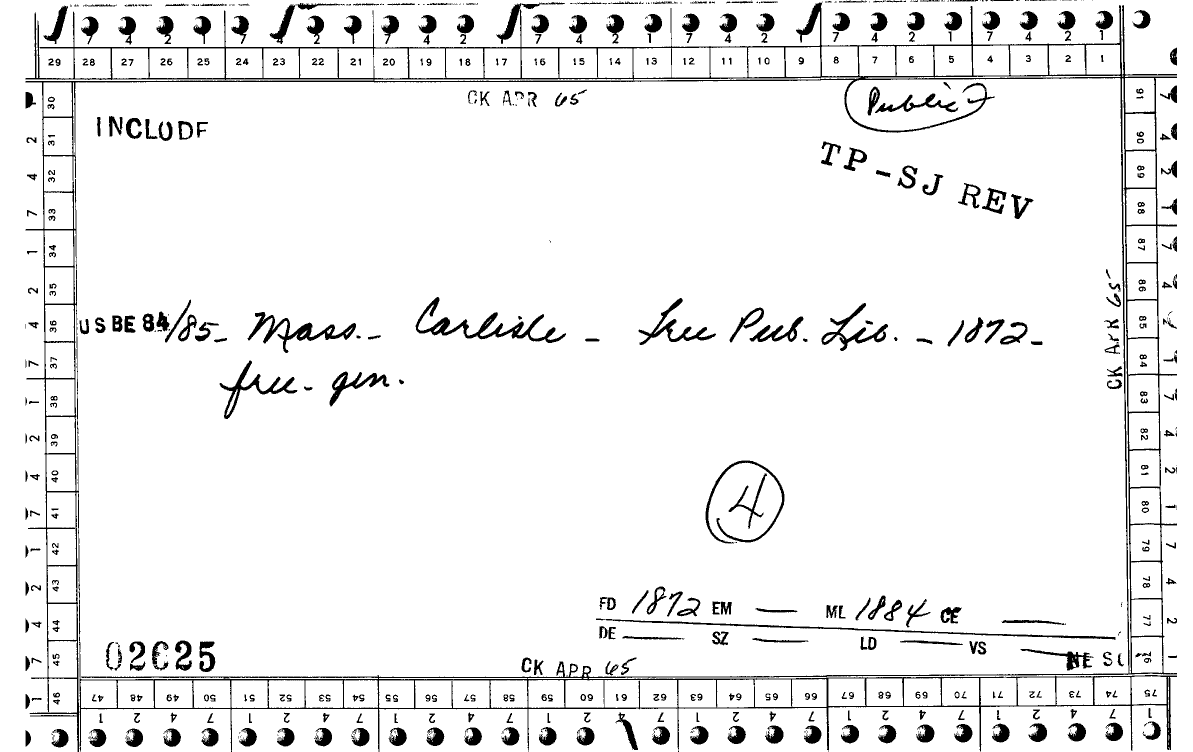 7 4 2 1 7 4 2 1 7 4 2 1 7 4 2 1 7 4 2 1 7 4 2 1 7 4 2 1
29 28 27 26 25 24 23 22 21 20 19 18 17 16 15 14 13 12 11 10 9 8 7 6 5 4 3 2 1
CK APR 65
Public
INCLUDE
TP-SJ REV
USBE 84/85- Mass.- Carlisle - Free Pub. Lib. - 1872-
free- gen.
4
CK APR 65
FD 1872 EM — ML 1884 CE —
DE — SZ — LD — VS —
NE SC
02625
CK APR 65
30 31 32 33 34 35 36 37 38 39 40 41 42 43 44 45 46
91 90 89 88 87 86 85 84 83 82 81 80 79 78 77 76
47 48 49 50 51 52 53 54 55 56 57 58 59 60 61 62 63 64 65 66 67 68 69 70 71 72 73 74 75
1 2 4 7 1 2 4 7 1 2 4 7 1 2 4 7 1 2 4 7 1 2 4 7 1 2 4 7 1